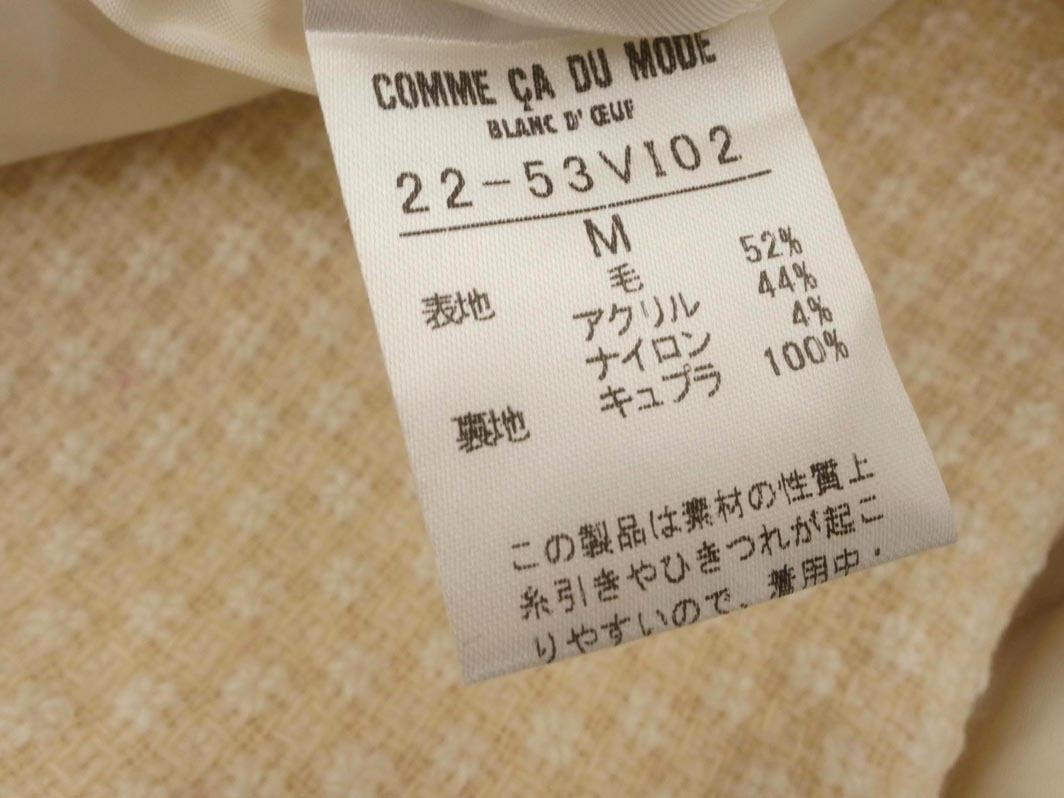 COMME ÇA DU MODE
BLANC D'ŒUF
22-53VI02
M
表地 毛 52%
アクリル 44%
ナイロン 4%
裏地 キュプラ 100%
この製品は素材の性質上
糸引きやひきつれが起こ
りやすいので、着用中・